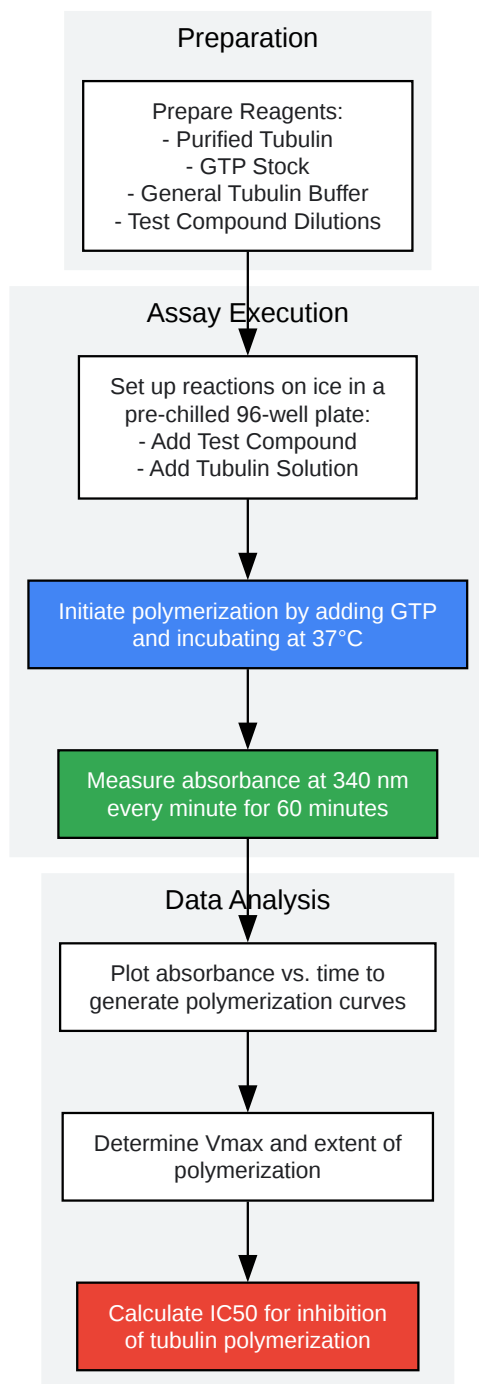 Preparation
Prepare Reagents:
- Purified Tubulin
- GTP Stock
- General Tubulin Buffer
- Test Compound Dilutions
Assay Execution
Set up reactions on ice in a
pre-chilled 96-well plate:
- Add Test Compound
- Add Tubulin Solution
Initiate polymerization by adding GTP
and incubating at 37°C
Measure absorbance at 340 nm
every minute for 60 minutes
Data Analysis
Plot absorbance vs. time to
generate polymerization curves
Determine Vmax and extent of
polymerization
Calculate IC50 for inhibition
of tubulin polymerization